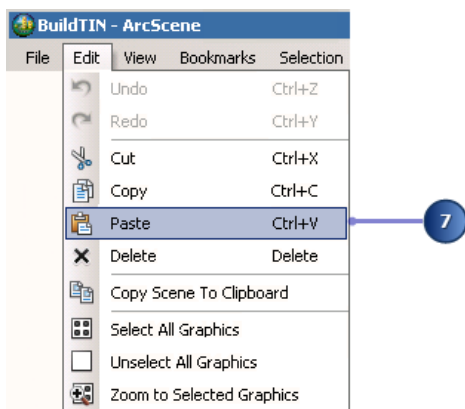 BuildTIN - ArcScene
File Edit View Bookmarks Selection
Undo Ctrl+Z
Redo Ctrl+Y
Cut Ctrl+X
Copy Ctrl+C
Paste Ctrl+V 7
Delete Delete
Copy Scene To Clipboard
Select All Graphics
Unselect All Graphics
Zoom to Selected Graphics